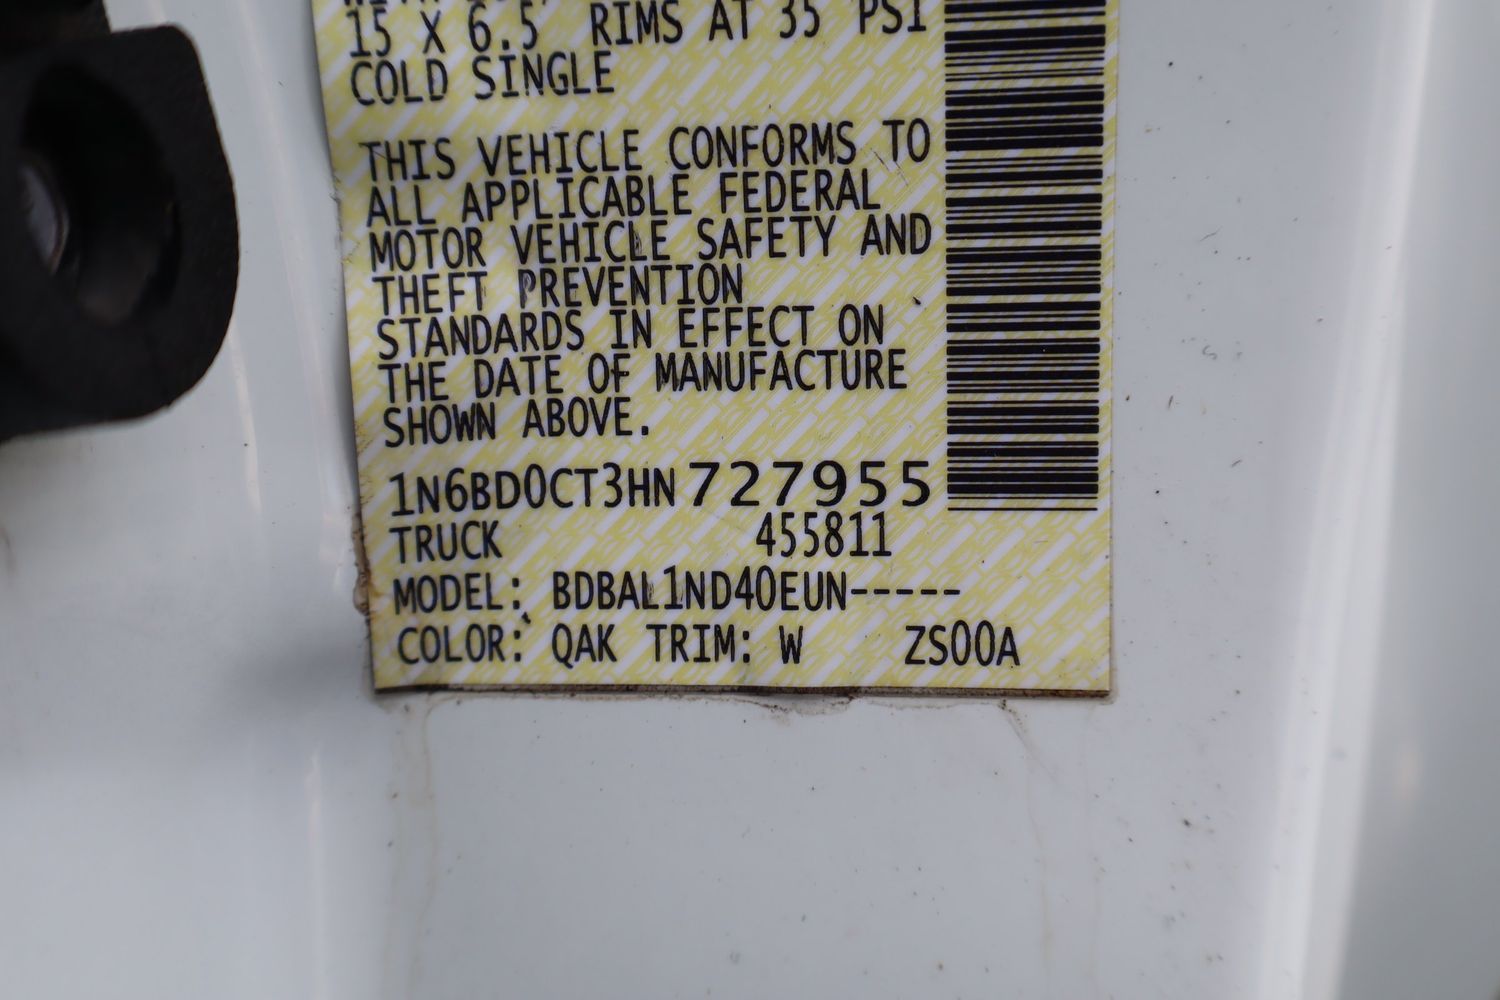 15 X 6.5 RIMS AT 35 PSI
COLD SINGLE
THIS VEHICLE CONFORMS TO
ALL APPLICABLE FEDERAL
MOTOR VEHICLE SAFETY AND
THEFT PREVENTION
STANDARDS IN EFFECT ON
THE DATE OF MANUFACTURE
SHOWN ABOVE.
1N6BD0CT3HN727955
TRUCK 455811
MODEL: BDBAL1ND40EUN-----
COLOR: QAK TRIM: W ZS00A